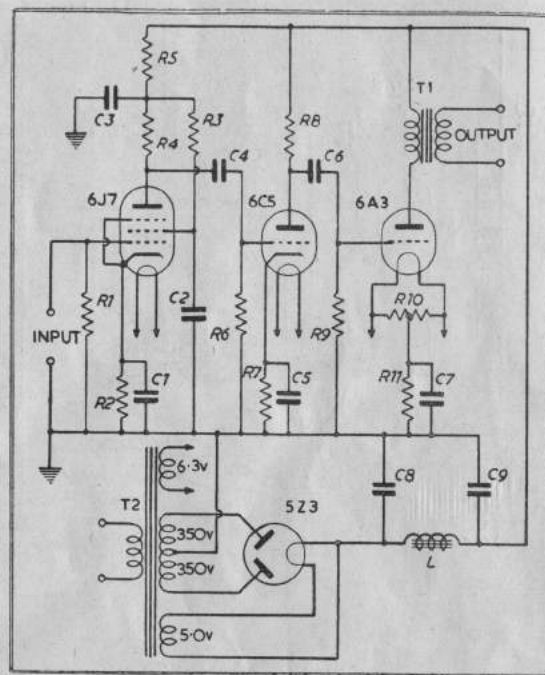 R5
T1
C3
R4
R3
R8
OUTPUT
C4
C6
6J7
6C5
6A3
R1
C2
R10
INPUT
R6
R9
C1
R7
C5
R11
C7
R2
6·3v
C8
C9
T2
5Z3
350v
350v
L
5·0v